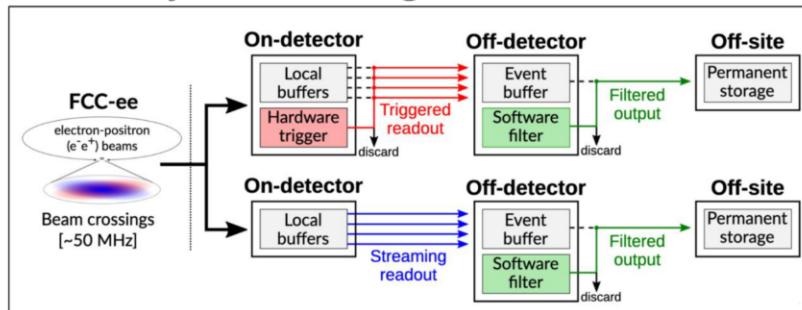 On-detector
Off-detector
Off-site
Local
buffers
Hardware
trigger
Triggered
readout
discard
Event
buffer
Software
filter
discard
Filtered
output
Permanent
storage
FCC-ee
electron-positron
(e⁻e⁺) beams
Beam crossings
[~50 MHz]
On-detector
Off-detector
Off-site
Local
buffers
Streaming
readout
Event
buffer
Software
filter
discard
Filtered
output
Permanent
storage